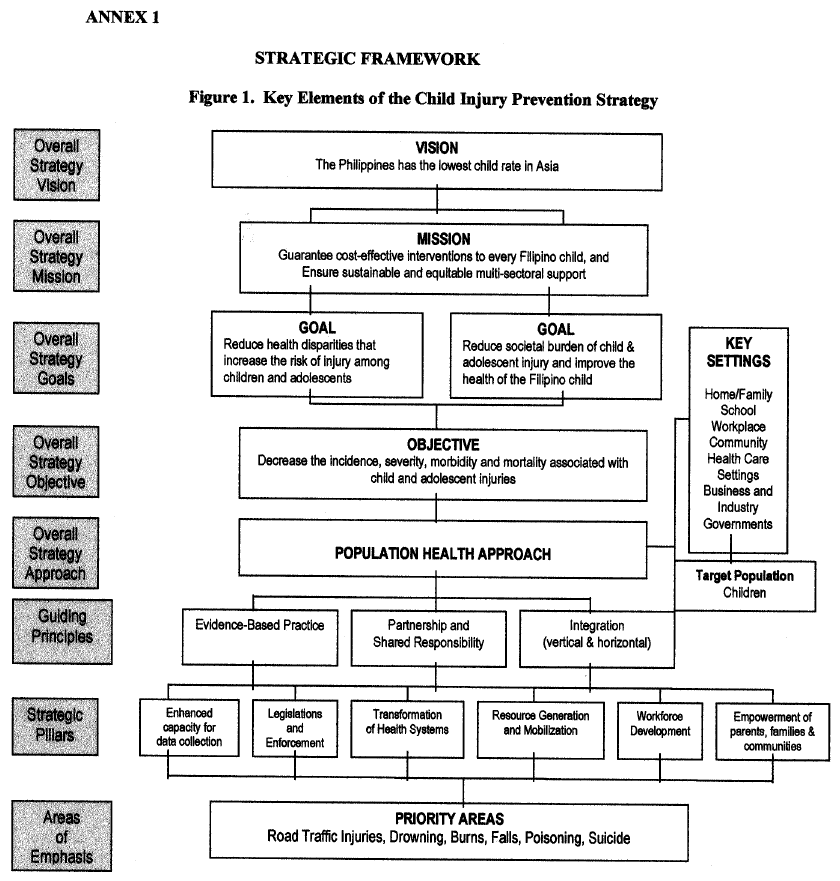 ANNEX 1
STRATEGIC FRAMEWORK
Figure 1. Key Elements of the Child Injury Prevention Strategy
Overall
Strategy
Vision
VISION
The Philippines has the lowest child rate in Asia
Overall
Strategy
Mission
MISSION
Guarantee cost-effective interventions to every Filipino child, and
Ensure sustainable and equitable multi-sectoral support
Overall
Strategy
Goals
GOAL
Reduce health disparities that
increase the risk of injury among
children and adolescents
GOAL
Reduce societal burden of child &
adolescent injury and improve the
health of the Filipino child
KEY
SETTINGS
Home/Family
School
Workplace
Community
Health Care
Settings
Business and
Industry
Governments
Overall
Strategy
Objective
OBJECTIVE
Decrease the incidence, severity, morbidity and mortality associated with
child and adolescent injuries
Overall
Strategy
Approach
POPULATION HEALTH APPROACH
Target Population
Children
Guiding
Principles
Evidence-Based Practice
Partnership and
Shared Responsibility
Integration
(vertical & horizontal)
Strategic
Pillars
Enhanced
capacity for
data collection
Legislations
and
Enforcement
Transformation
of Health Systems
Resource Generation
and Mobilization
Workforce
Development
Empowerment of
parents, families &
communities
Areas
of
Emphasis
PRIORITY AREAS
Road Traffic Injuries, Drowning, Burns, Falls, Poisoning, Suicide